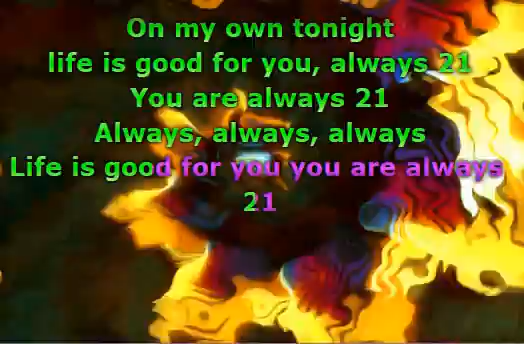 On my own tonight
life is good for you, always 21
You are always 21
Always, always, always
Life is good for you you are always
21